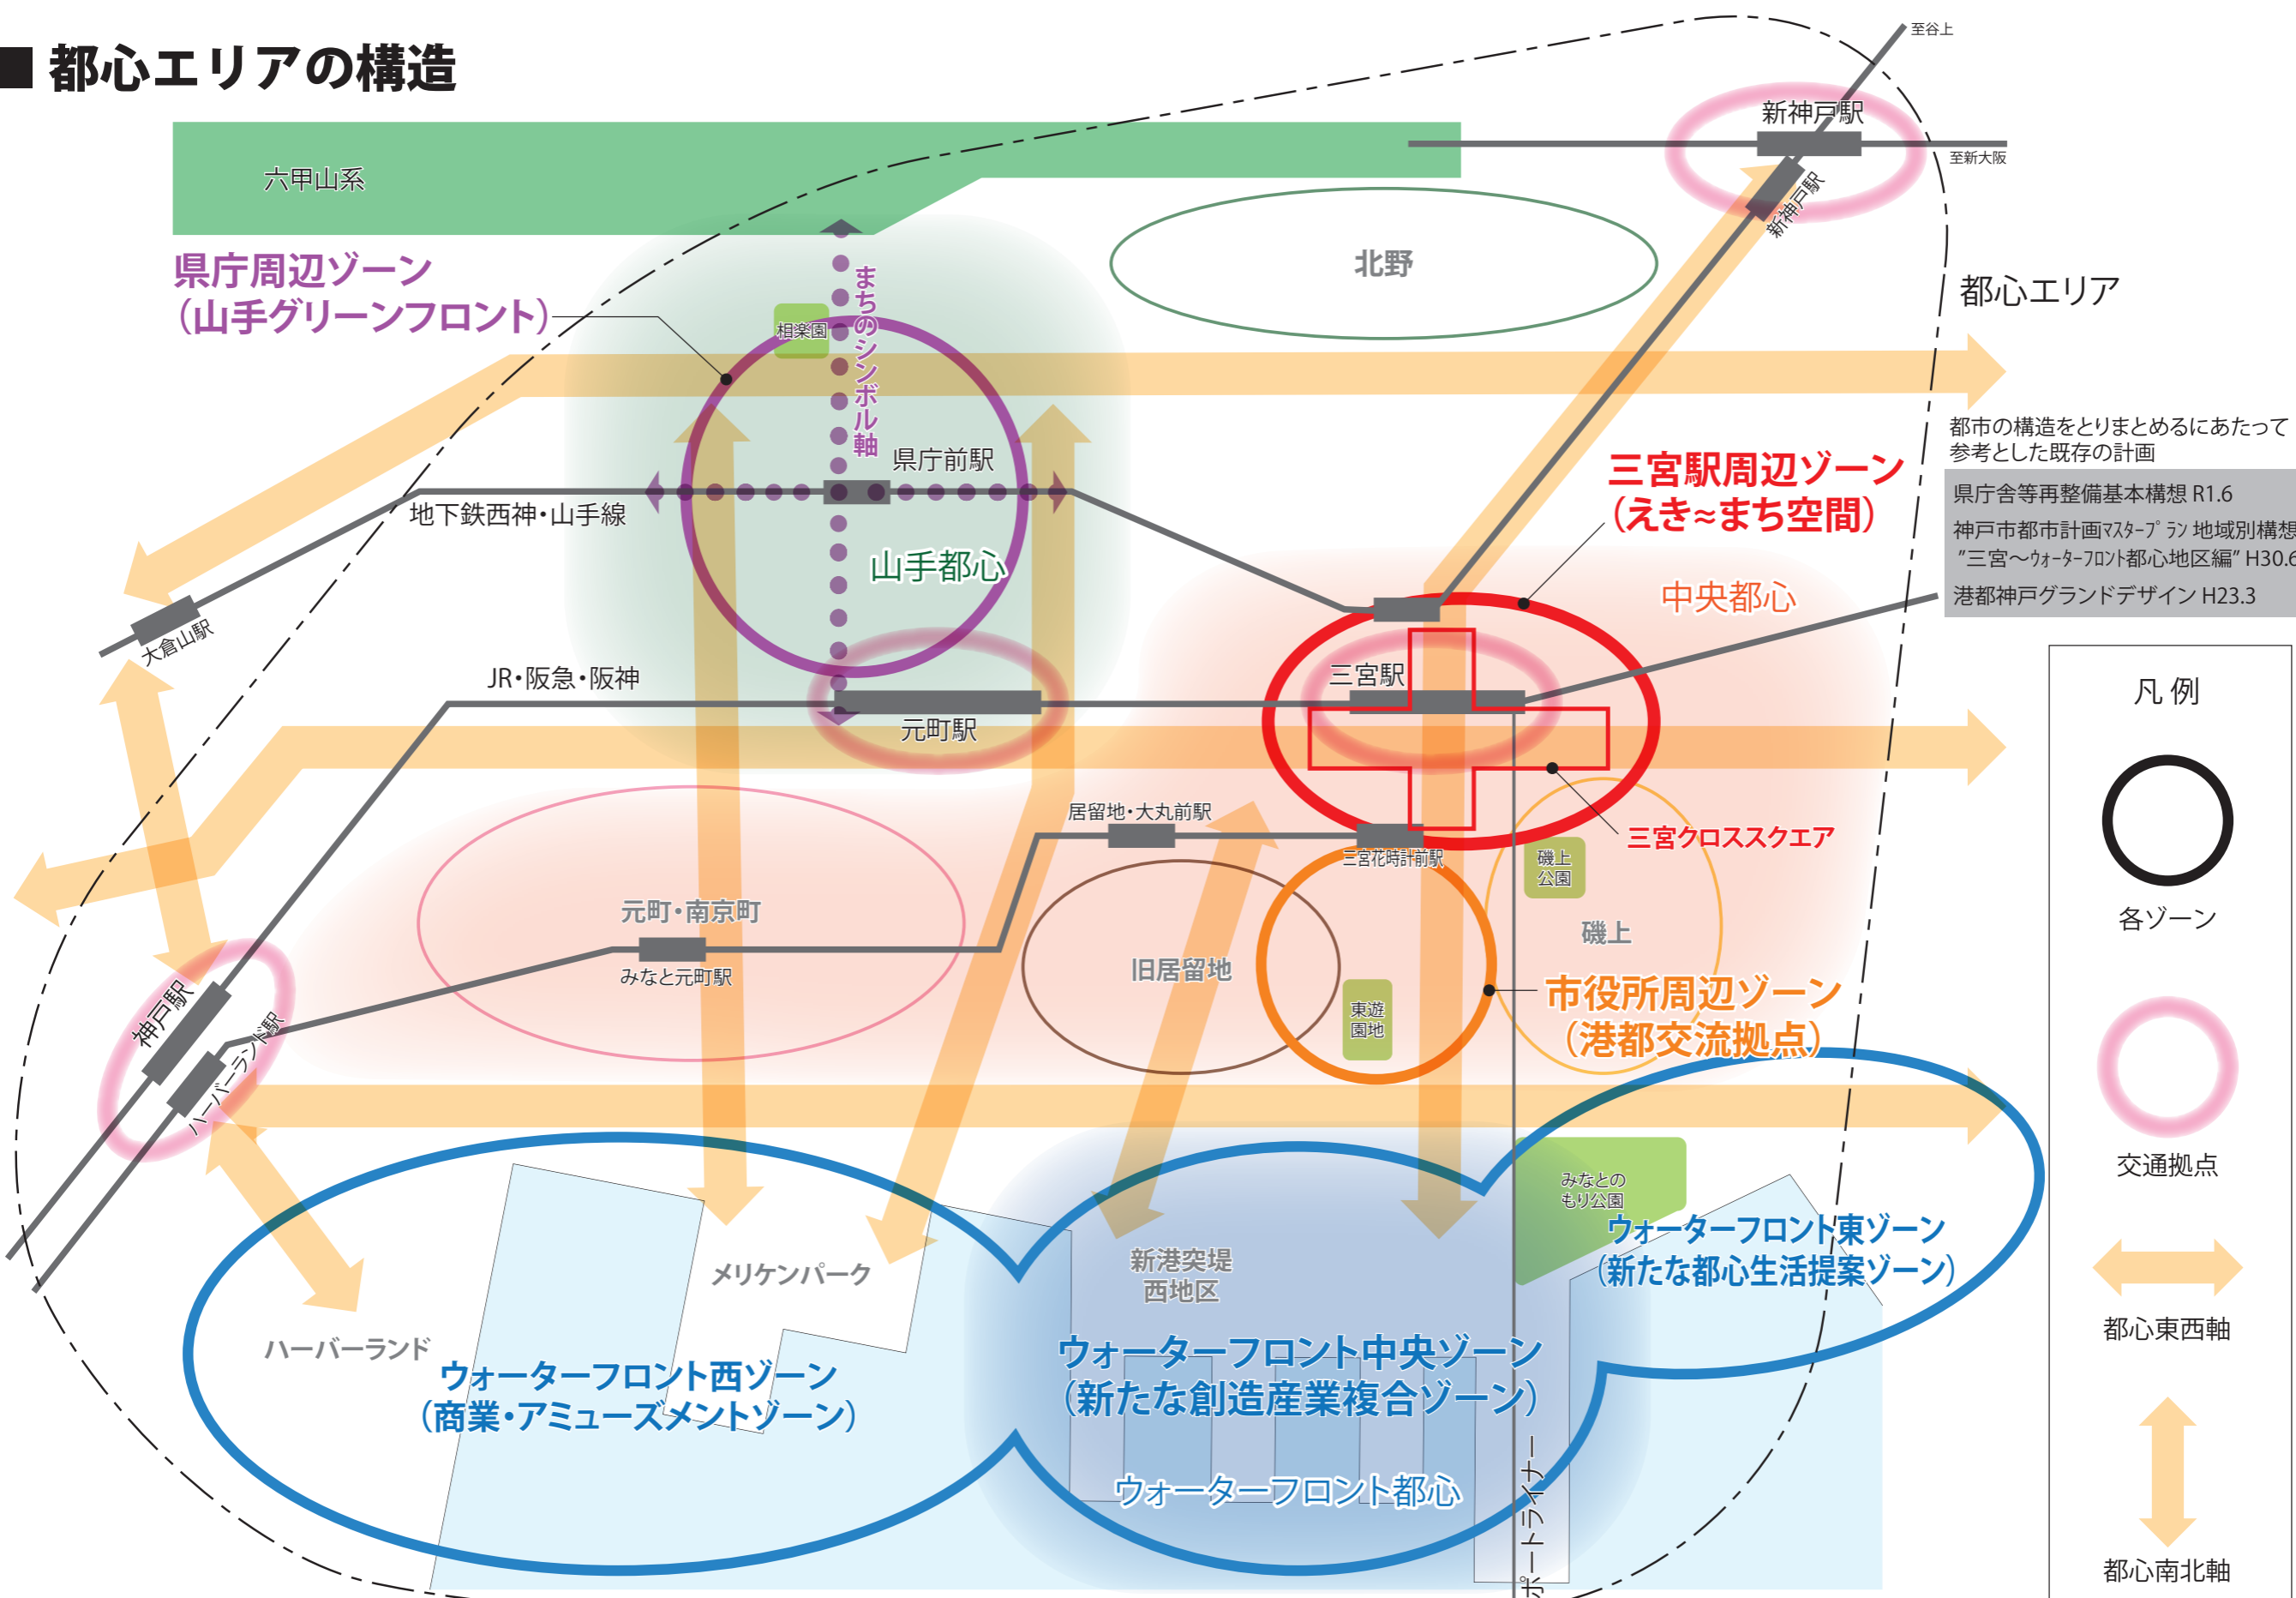 ■ 都心エリアの構造
至谷上
新神戸駅
至新大阪
新神戸駅
六甲山系
北野
都心エリア
県庁周辺ゾーン
（山手グリーンフロント）
相楽園
まちのシンボル軸
県庁前駅
地下鉄西神・山手線
山手都心
大倉山駅
都市の構造をとりまとめるにあたって
参考とした既存の計画
県庁舎等再整備基本構想 R1.6
神戸市都市計画ﾏｽﾀｰﾌﾟﾗﾝ 地域別構想
"三宮～ｳｫｰﾀｰﾌﾛﾝﾄ都心地区編" H30.6
港都神戸グランドデザイン H23.3
三宮駅周辺ゾーン
（えき≈まち空間）
中央都心
JR・阪急・阪神
元町駅
三宮駅
居留地・大丸前駅
三宮花時計前駅
三宮クロススクエア
磯上
公園
磯上
元町・南京町
みなと元町駅
旧居留地
東遊
園地
市役所周辺ゾーン
（港都交流拠点）
神戸駅
ハーバーランド駅
みなとの
もり公園
ウォーターフロント東ゾーン
（新たな都心生活提案ゾーン）
新港突堤
西地区
メリケンパーク
ハーバーランド
ウォーターフロント西ゾーン
（商業・アミューズメントゾーン）
ウォーターフロント中央ゾーン
（新たな創造産業複合ゾーン）
ウォーターフロント都心
ポートライナー
凡 例
各ゾーン
交通拠点
都心東西軸
都心南北軸